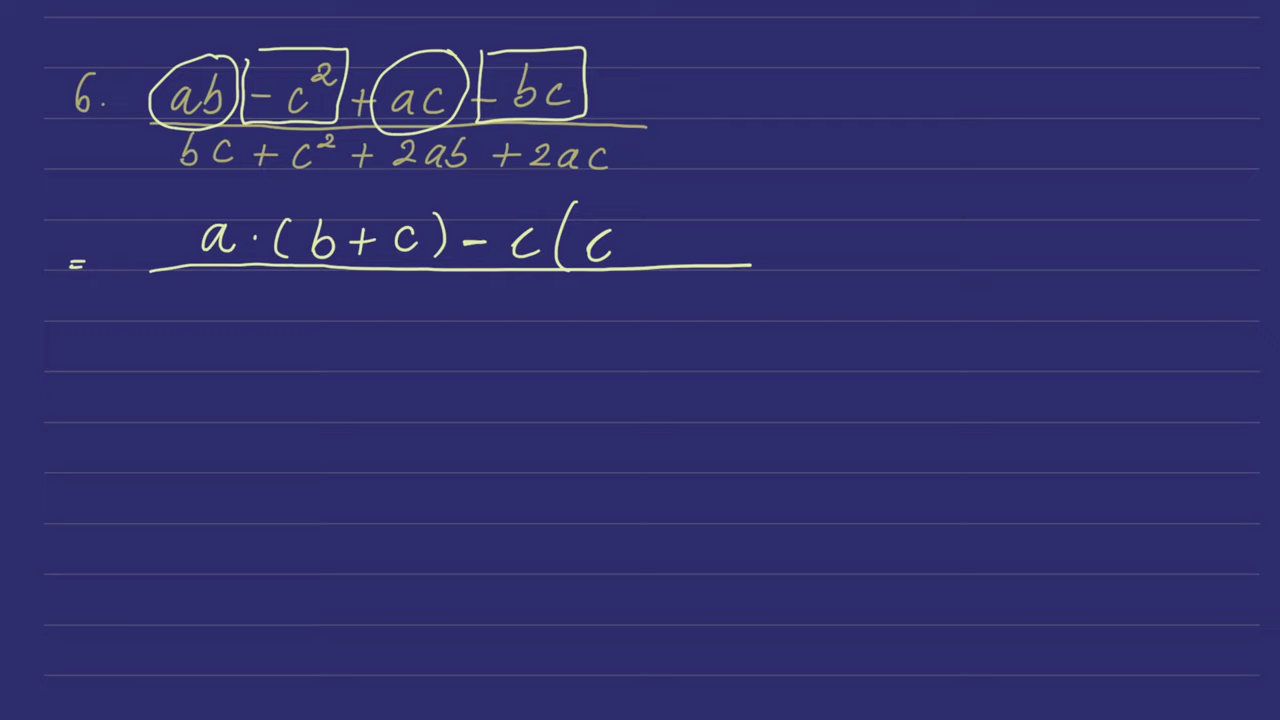 6. ab - c² + ac - bc
bc + c² + 2ab + 2ac
= a · (b + c) - c (c